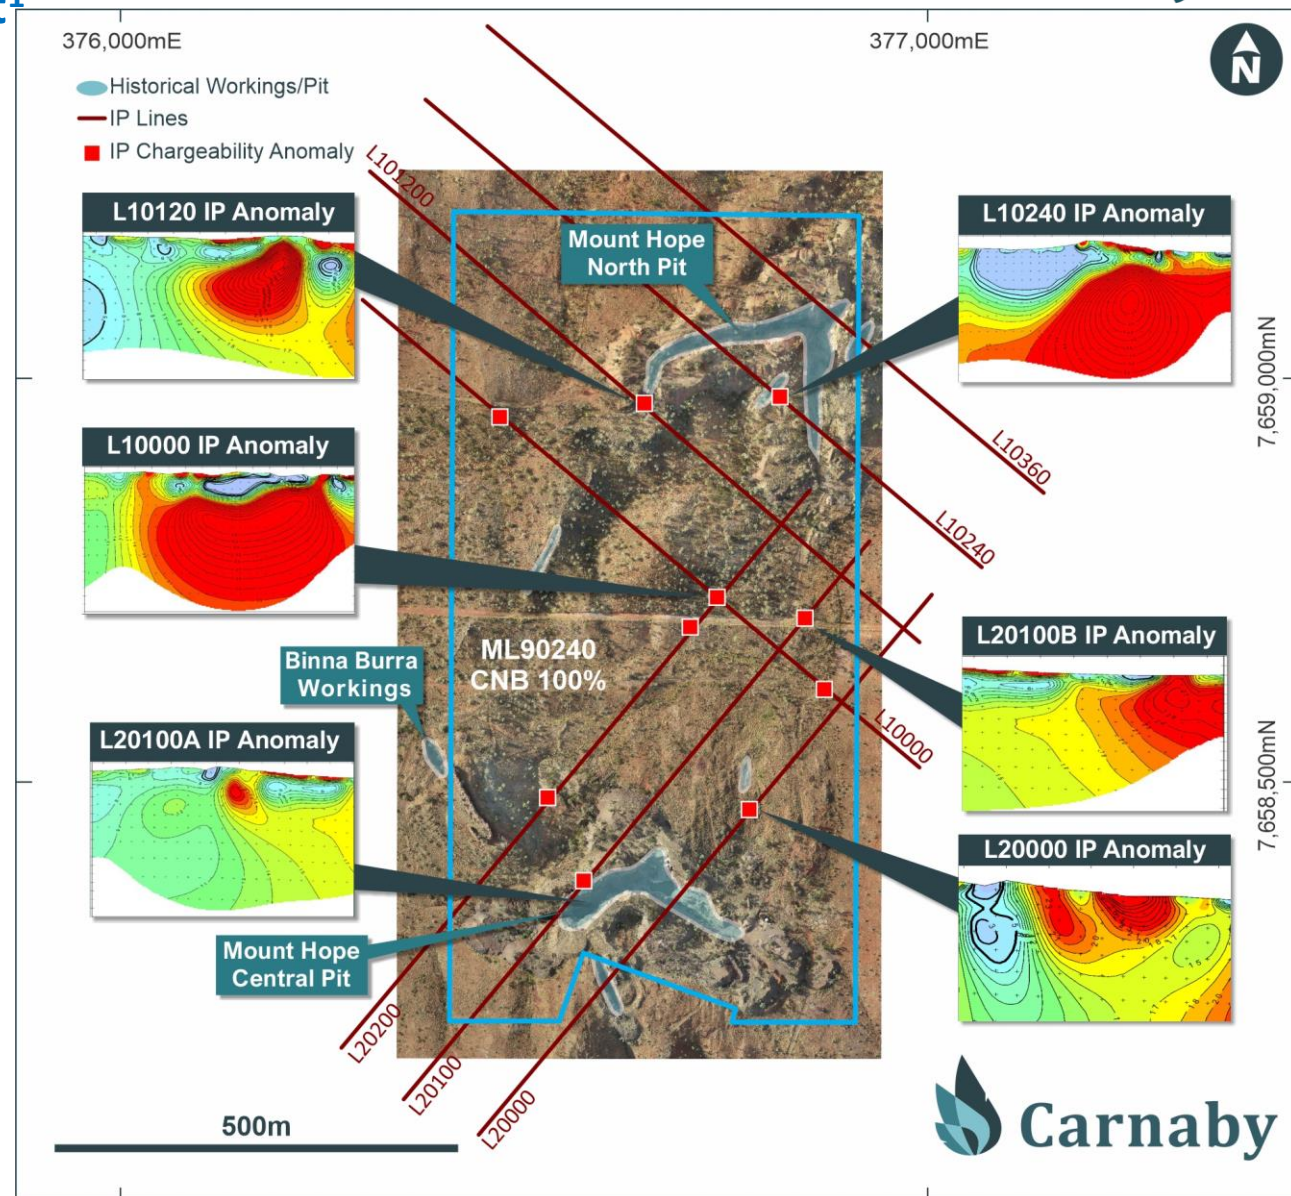 376,000mE
377,000mE
N
Historical Workings/Pit
IP Lines
IP Chargeability Anomaly
L101200
L10120 IP Anomaly
Mount Hope
North Pit
L10240 IP Anomaly
7,659,000mN
L10000 IP Anomaly
L10360
L10240
ML90240
CNB 100%
Binna Burra
Workings
L20100B IP Anomaly
L10000
L20100A IP Anomaly
7,658,500mN
L20000 IP Anomaly
Mount Hope
Central Pit
L20200
L20100
L20000
500m
Carnaby